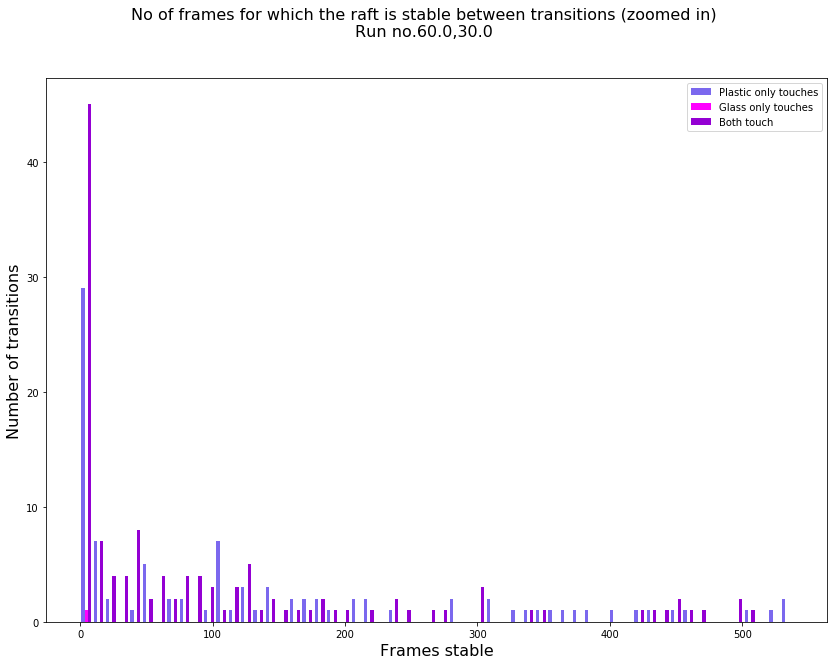 No of frames for which the raft is stable between transitions (zoomed in)
Run no.60.0,30.0
Plastic only touches
Glass only touches
Both touch
Number of transitions
40
30
20
10
0
0
100
200
300
400
500
Frames stable